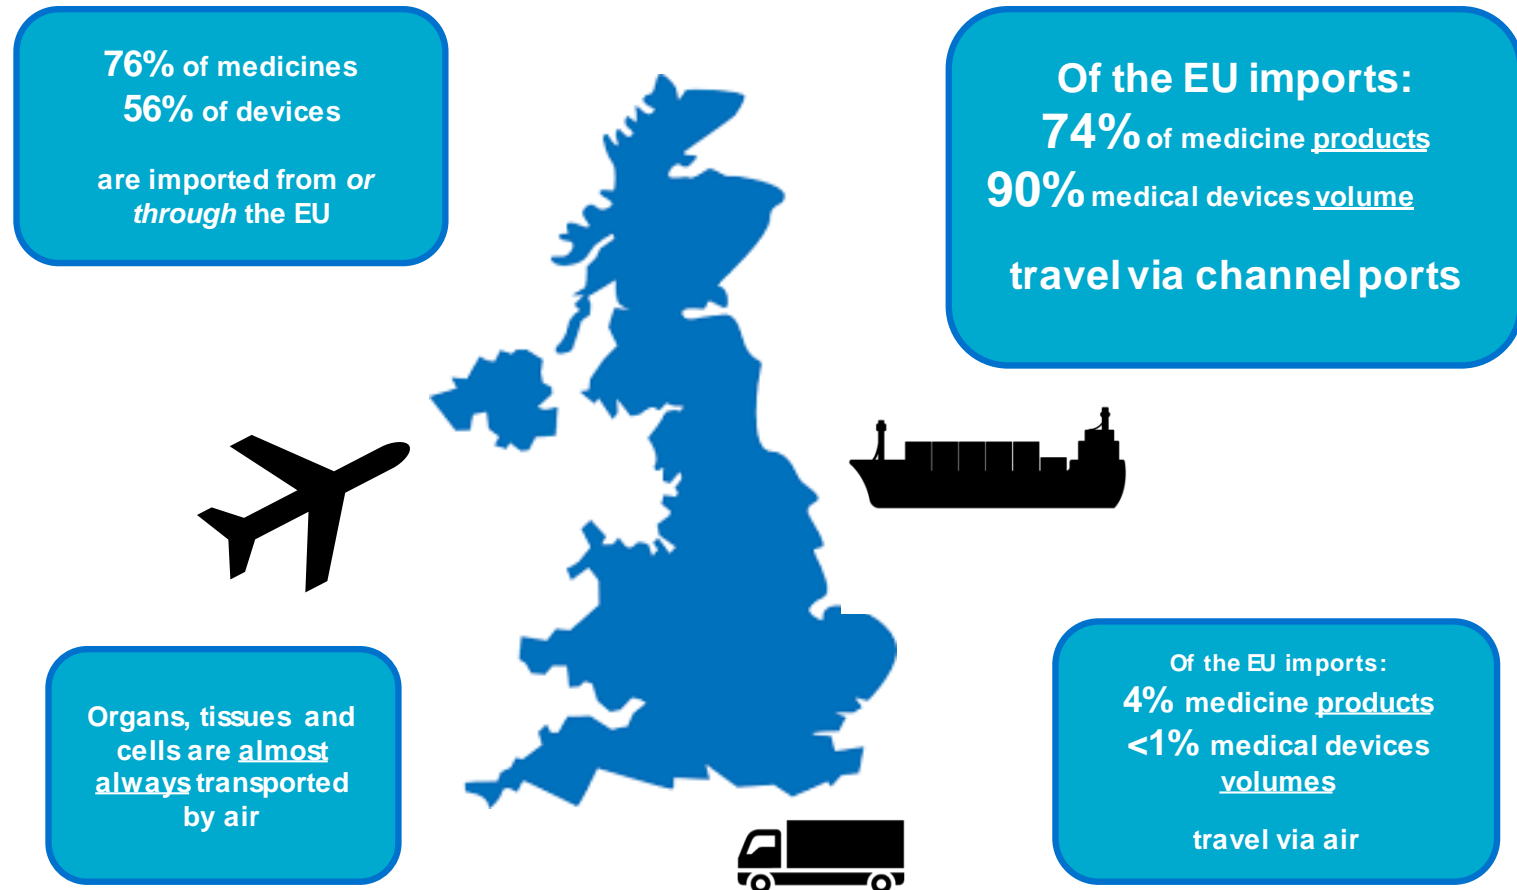 76% of medicines
56% of devices
are imported from or
through the EU
Of the EU imports:
74% of medicine products
90% medical devices volume
travel via channel ports
Organs, tissues and
cells are almost
always transported
by air
Of the EU imports:
4% medicine products
<1% medical devices
volumes
travel via air